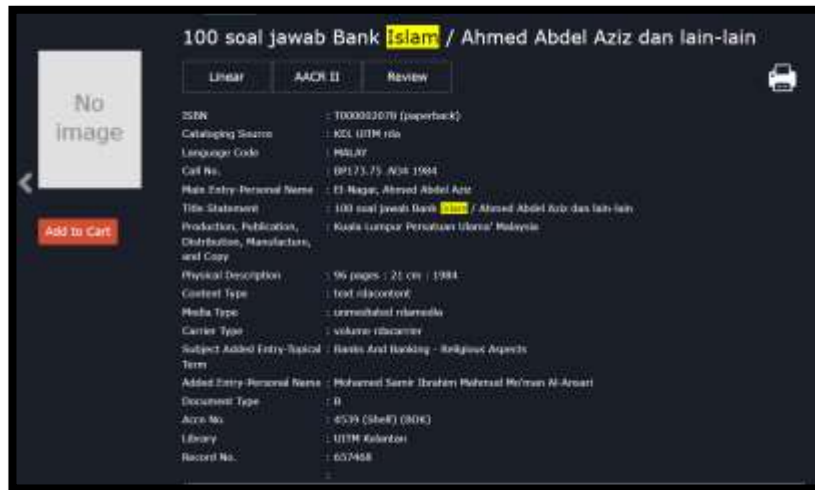 100 soal jawab Bank Islam / Ahmed Abdel Aziz dan lain-lain
Linear AACR II Review
No
image
Add to Cart
ISBN : T000002079 (paperback)
Cataloging Source : KEL UITM rda
Language Code : MALAY
Call No. : BP173.75 1984
Main Entry-Personal Name : El-Nagar, Ahmed Abdel Aziz
Title Statement : 100 soal jawab Bank Islam / Ahmed Abdel Aziz dan lain-lain
Production, Publication, : Kuala Lumpur Persatuan Ulama' Malaysia
Distribution, Manufacture,
and Copy
Physical Description : 96 pages : 21 cm : 1984
Content Type : text rdacontent
Media Type : unmediated rdamedia
Carrier Type : volume rdacarrier
Subject Added Entry-Topical : Banks And Banking - Religious Aspects
Term
Added Entry-Personal Name : Mohamed Samir Ibrahim Mahmud Al-Ansari
Document Type : B
Accn No. : 4539 (Shelf) (BOK)
Library : UITM Kelantan
Record No. : 657468
: